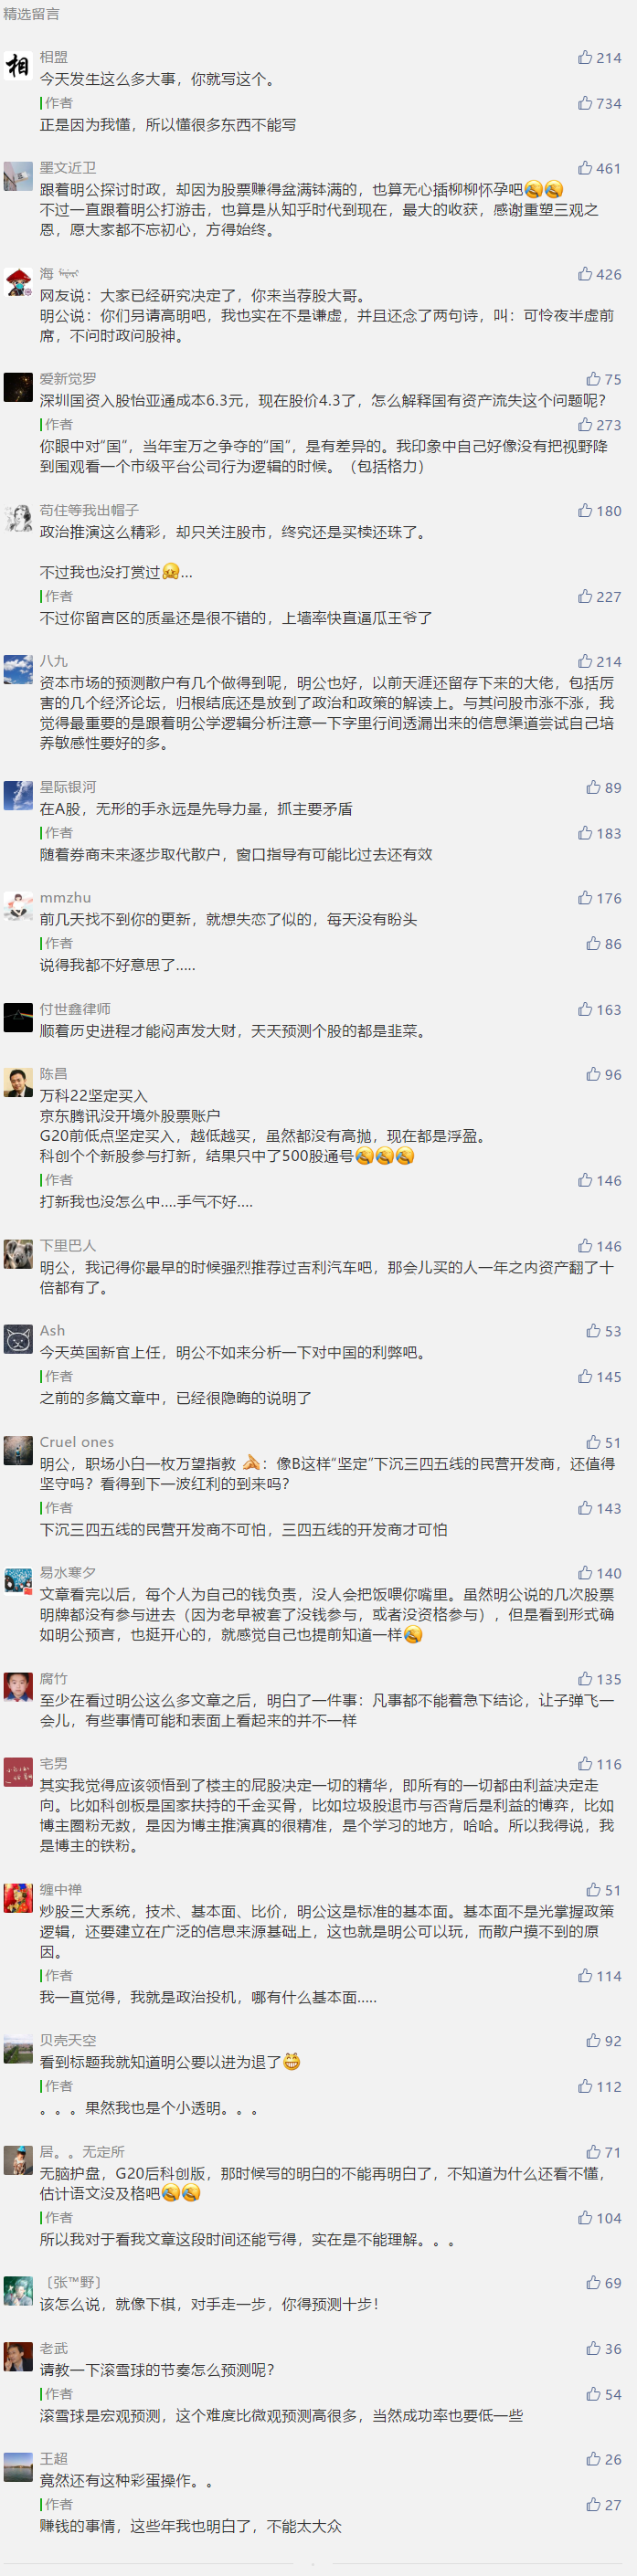 精选留言
相盟
214
今天发生这么多大事，你就写这个。
作者
734
正是因为我懂，所以懂很多东西不能写
墨文近卫
461
跟着明公探讨时政，却因为股票赚得盆满钵满的，也算无心插柳柳怀孕吧
不过一直跟着明公打游击，也算是从知乎时代到现在，最大的收获，感谢重塑三观之
恩，愿大家都不忘初心，方得始终。
海
426
网友说：大家已经研究决定了，你来当荐股大哥。
明公说：你们另请高明吧，我也实在不是谦虚，并且还念了两句诗，叫：可怜夜半虚前
席，不问时政问股神。
爱新觉罗
75
深圳国资入股怡亚通成本6.3元，现在股价4.3了，怎么解释国有资产流失这个问题呢？
作者
273
你眼中对“国”，当年宝万之争夺的“国”，是有差异的。我印象中自己好像没有把视野降
到围观看一个市级平台公司行为逻辑的时候。（包括格力）
苟住等我出帽子
180
政治推演这么精彩，却只关注股市，终究还是买椟还珠了。
不过我也没打赏过...
作者
227
不过你留言区的质量还是很不错的，上墙率快直逼瓜王爷了
八九
214
资本市场的预测散户有几个做得到呢，明公也好，以前天涯还留存下来的大佬，包括厉
害的几个经济论坛，归根结底还是放到了政治和政策的解读上。与其问股市涨不涨，我
觉得最重要的是跟着明公学逻辑分析注意一下字里行间透漏出来的信息渠道尝试自己培
养敏感性要好的多。
星际银河
89
在A股，无形的手永远是先导力量，抓主要矛盾
作者
183
随着券商未来逐步取代散户，窗口指导有可能比过去还有效
mmzhu
176
前几天找不到你的更新，就想失恋了似的，每天没有盼头
作者
86
说得我都不好意思了.....
付世鑫律师
163
顺着历史进程才能闷声发大财，天天预测个股的都是韭菜。
陈昌
96
万科22坚定买入
京东腾讯没开境外股票账户
G20前低点坚定买入，越低越买，虽然都没有高抛，现在都是浮盈。
科创个个新股参与打新，结果只中了500股通号
作者
146
打新我也没怎么中....手气不好....
下里巴人
146
明公，我记得你最早的时候强烈推荐过吉利汽车吧，那会儿买的人一年之内资产翻了十
倍都有了。
Ash
53
今天英国新官上任，明公不如来分析一下对中国的利弊吧。
作者
145
之前的多篇文章中，已经很隐晦的说明了
Cruel ones
51
明公，职场小白一枚万望指教 ：像B这样“坚定”下沉三四五线的民营开发商，还值得
坚守吗？看得到下一波红利的到来吗？
作者
143
下沉三四五线的民营开发商不可怕，三四五线的开发商才可怕
易水寒夕
140
文章看完以后，每个人为自己的钱负责，没人会把饭喂你嘴里。虽然明公说的几次股票
明牌都没有参与进去（因为老早被套了没钱参与，或者没资格参与），但是看到形式确
如明公预言，也挺开心的，就感觉自己也提前知道一样
腐竹
135
至少在看过明公这么多文章之后，明白了一件事：凡事都不能着急下结论，让子弹飞一
会儿，有些事情可能和表面上看起来的并不一样
宅男
116
其实我觉得应该领悟到了楼主的屁股决定一切的精华，即所有的一切都由利益决定走
向。比如科创板是国家扶持的千金买骨，比如垃圾股退市与否背后是利益的博弈，比如
博主圈粉无数，是因为博主推演真的很精准，是个学习的地方，哈哈。所以我得说，我
是博主的铁粉。
缠中禅
51
炒股三大系统，技术、基本面、比价，明公这是标准的基本面。基本面不是光掌握政策
逻辑，还要建立在广泛的信息来源基础上，这也就是明公可以玩，而散户摸不到的原
因。
作者
114
我一直觉得，我就是政治投机，哪有什么基本面.....
贝壳天空
92
看到标题我就知道明公要以进为退了
作者
112
。。。果然我也是个小透明。。。
居。。无定所
71
无脑护盘，G20后科创版，那时候写的明白的不能再明白了，不知道为什么还看不懂，
估计语文没及格吧
作者
104
所以我对于看我文章这段时间还能亏得，实在是不能理解。。。
〔张™野〕
69
该怎么说，就像下棋，对手走一步，你得预测十步！
老武
36
请教一下滚雪球的节奏怎么预测呢？
作者
54
滚雪球是宏观预测，这个难度比微观预测高很多，当然成功率也要低一些
王超
26
竟然还有这种彩蛋操作。。
作者
27
赚钱的事情，这些年我也明白了，不能太大众